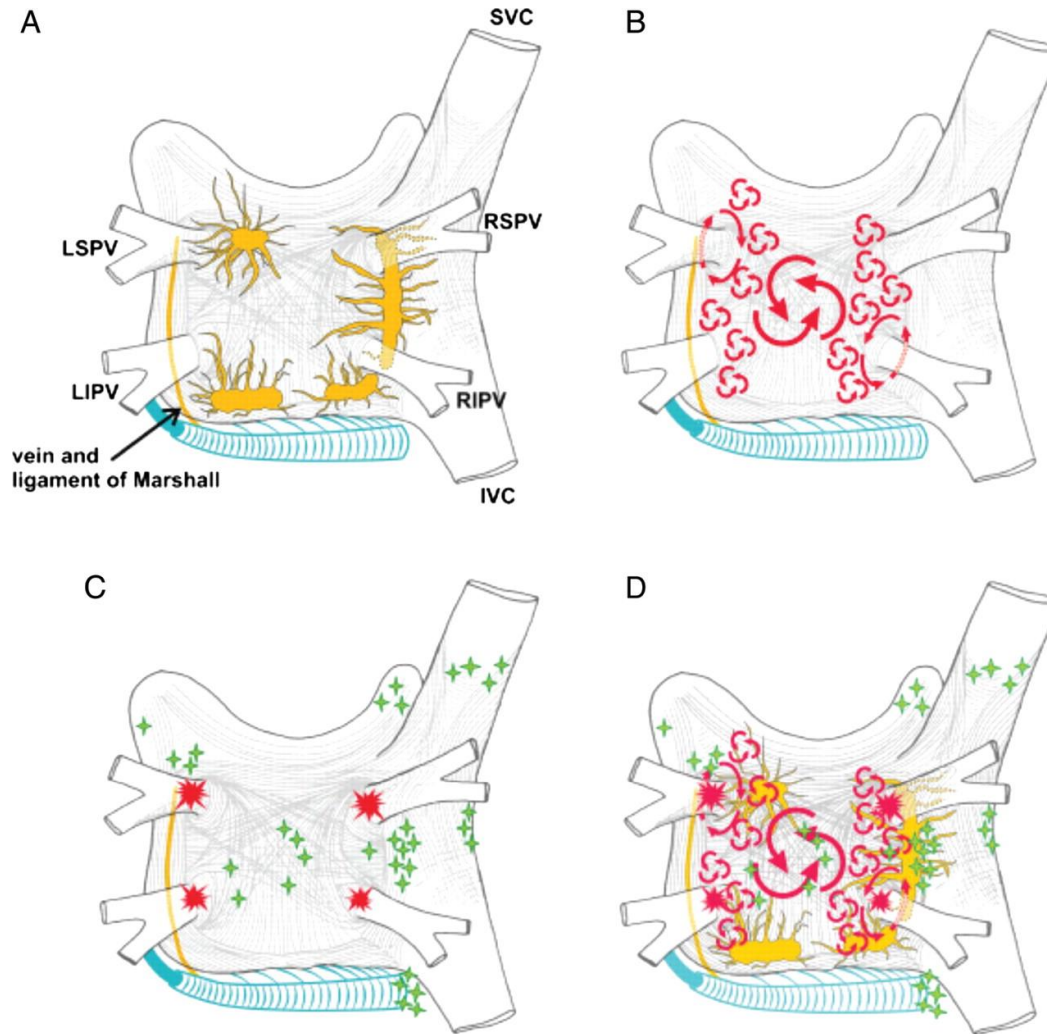 A
SVC
B
LSPV
RSPV
LIPV
RIPV
vein and
ligament of Marshall
IVC
C
D